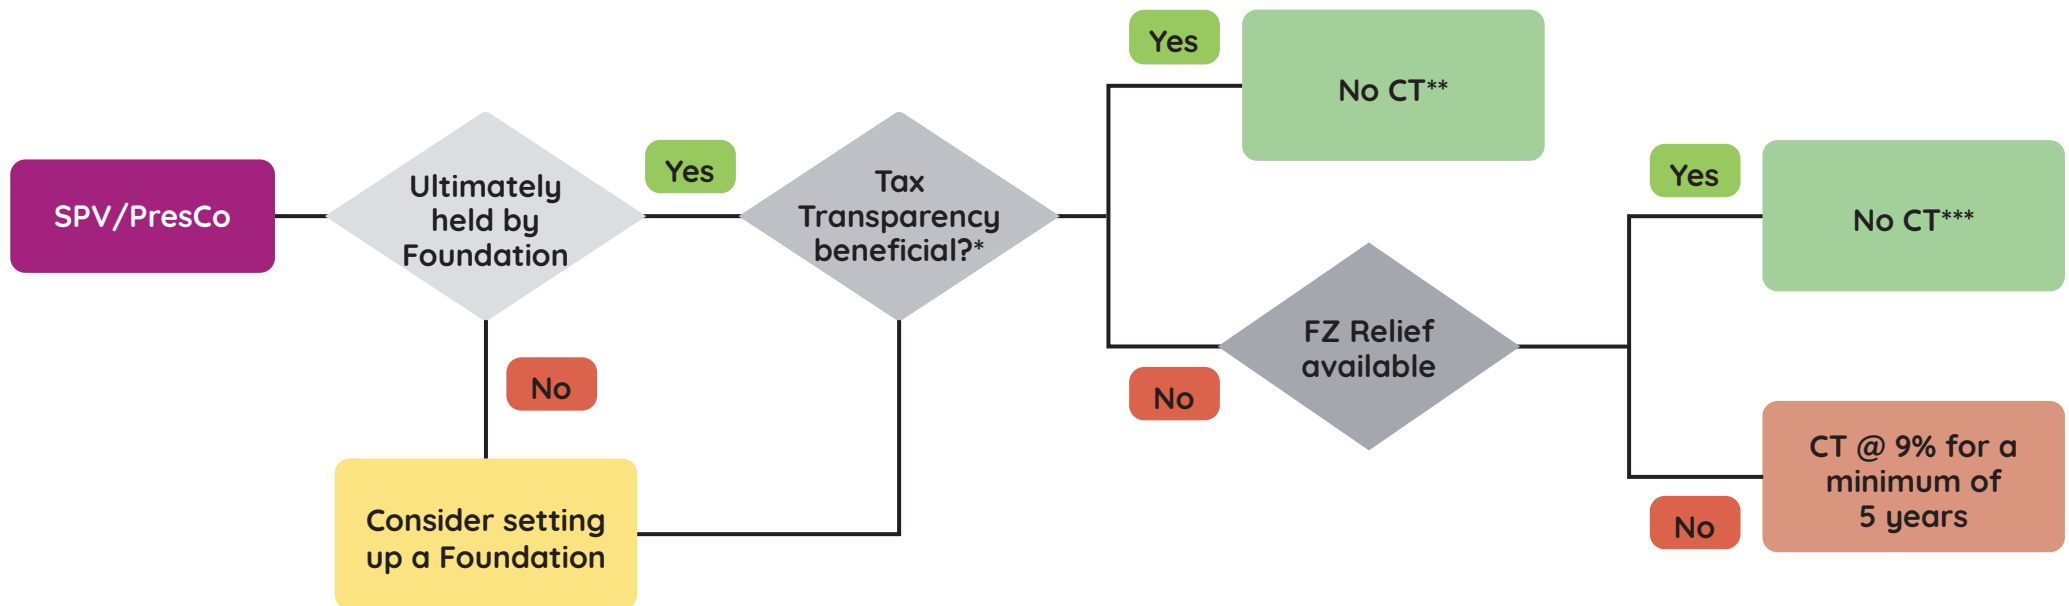 SPV/PresCo
Ultimately
held by
Foundation
Yes
No
Consider setting
up a Foundation
Tax
Transparency
beneficial?*
Yes
No CT**
No
FZ Relief
available
Yes
No CT***
No
CT @ 9% for a
minimum of
5 years